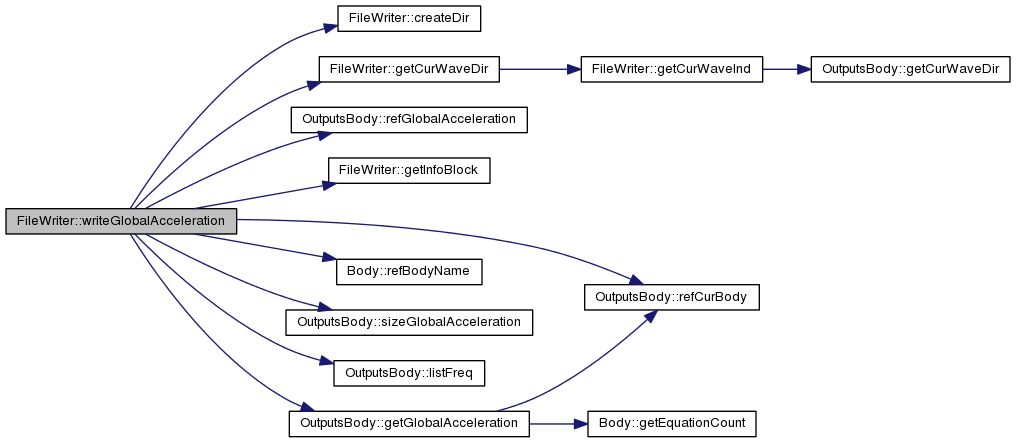 FileWriter::createDir
FileWriter::getCurWaveDir
FileWriter::getCurWaveInd
OutputsBody::getCurWaveDir
OutputsBody::refGlobalAcceleration
FileWriter::getInfoBlock
FileWriter::writeGlobalAcceleration
Body::refBodyName
OutputsBody::refCurBody
OutputsBody::sizeGlobalAcceleration
OutputsBody::listFreq
OutputsBody::getGlobalAcceleration
Body::getEquationCount